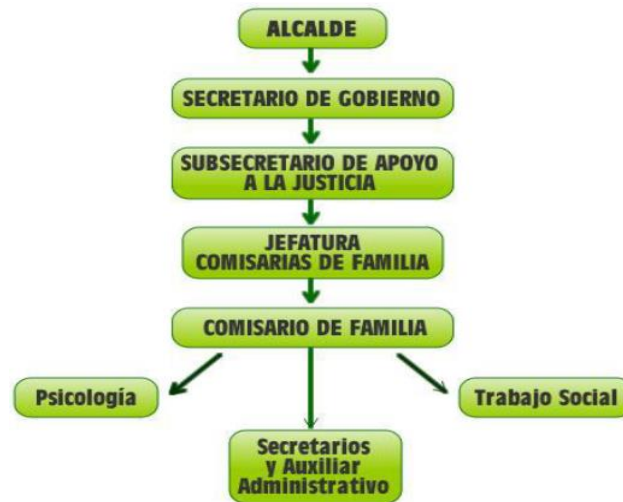 ALCALDE
SECRETARIO DE GOBIERNO
SUBSECRETARIO DE APOYO
A LA JUSTICIA
JEFATURA
COMISARIAS DE FAMILIA
COMISARIO DE FAMILIA
Psicología
Trabajo Social
Secretarios
y Auxiliar
Administrativo